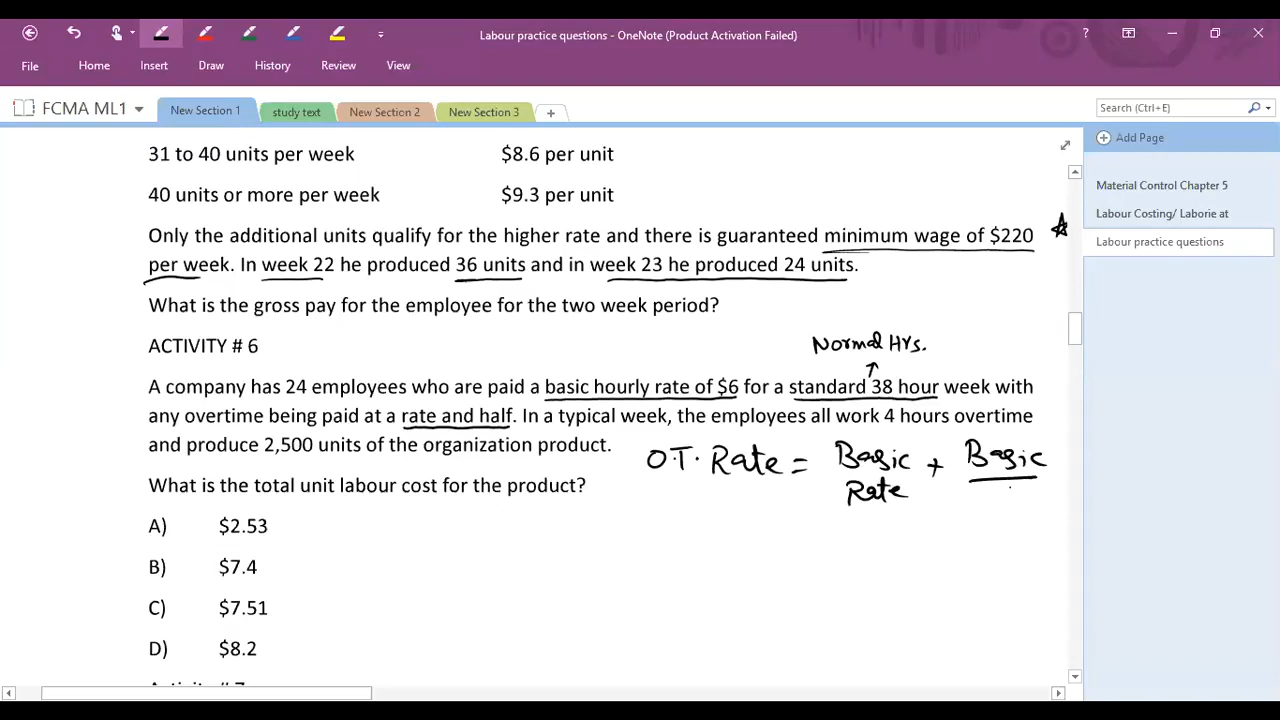 Labour practice questions - OneNote (Product Activation Failed)
File Home Insert Draw History Review View
FCMA ML1 New Section 1 study text New Section 2 New Section 3 +
Search (Ctrl+E)
Add Page
Material Control Chapter 5
Labour Costing/ Laborie at
Labour practice questions
31 to 40 units per week $8.6 per unit
40 units or more per week $9.3 per unit
Only the additional units qualify for the higher rate and there is guaranteed minimum wage of $220
per week. In week 22 he produced 36 units and in week 23 he produced 24 units.
What is the gross pay for the employee for the two week period?
Normal Hrs.
ACTIVITY # 6
A company has 24 employees who are paid a basic hourly rate of $6 for a standard 38 hour week with
any overtime being paid at a rate and half. In a typical week, the employees all work 4 hours overtime
and produce 2,500 units of the organization product.
O.T. Rate = Basic Rate + Basic
What is the total unit labour cost for the product?
A) $2.53
B) $7.4
C) $7.51
D) $8.2